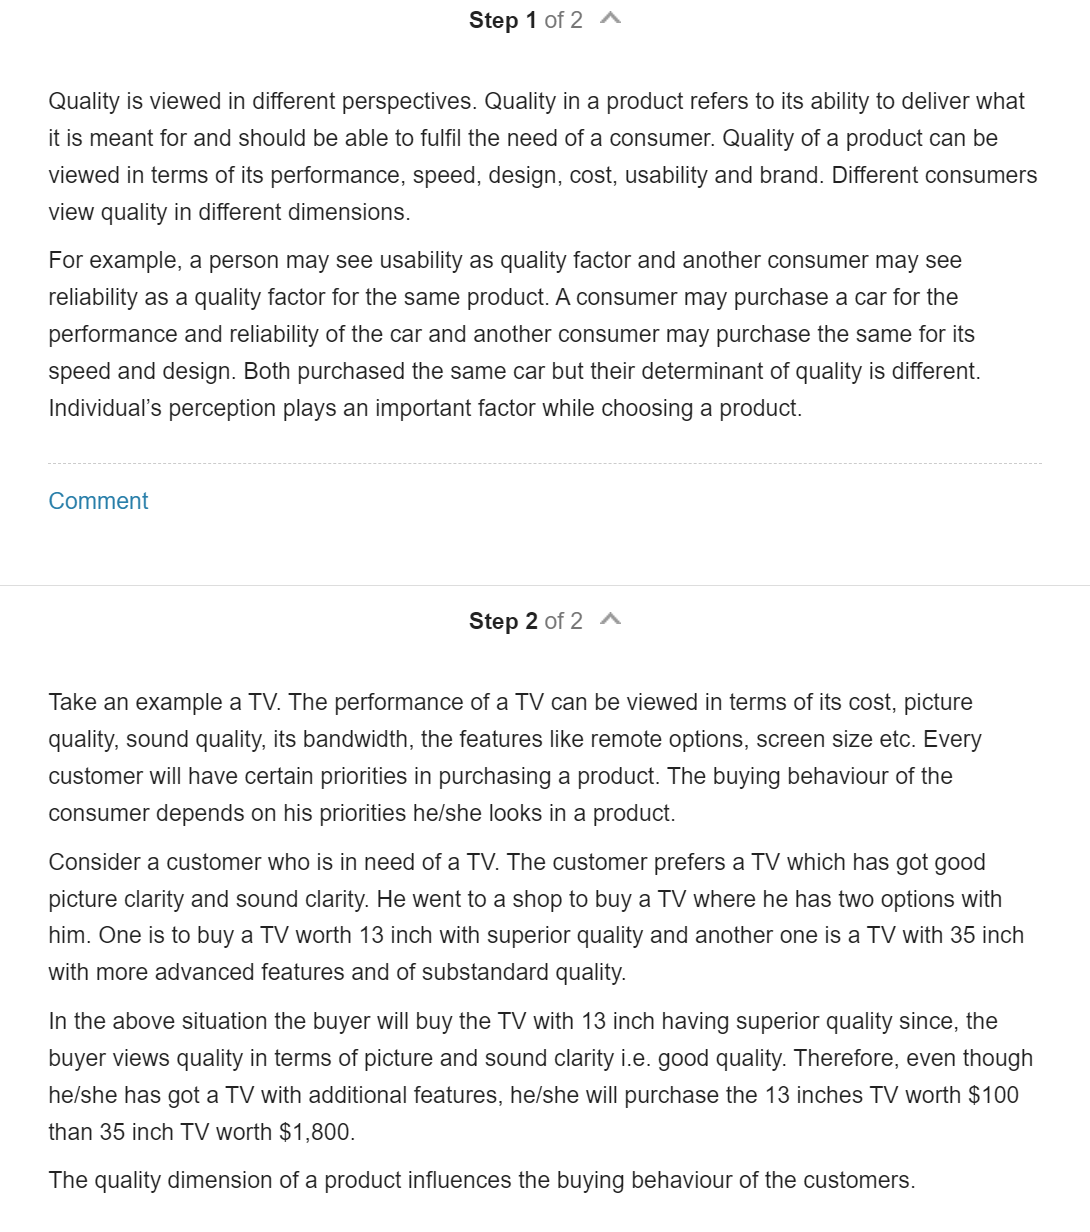 Step 1 of 2
Quality is viewed in different perspectives. Quality in a product refers to its ability to deliver what
it is meant for and should be able to fulfil the need of a consumer. Quality of a product can be
viewed in terms of its performance, speed, design, cost, usability and brand. Different consumers
view quality in different dimensions.
For example, a person may see usability as quality factor and another consumer may see
reliability as a quality factor for the same product. A consumer may purchase a car for the
performance and reliability of the car and another consumer may purchase the same for its
speed and design. Both purchased the same car but their determinant of quality is different.
Individual’s perception plays an important factor while choosing a product.
Comment
Step 2 of 2
Take an example a TV. The performance of a TV can be viewed in terms of its cost, picture
quality, sound quality, its bandwidth, the features like remote options, screen size etc. Every
customer will have certain priorities in purchasing a product. The buying behaviour of the
consumer depends on his priorities he/she looks in a product.
Consider a customer who is in need of a TV. The customer prefers a TV which has got good
picture clarity and sound clarity. He went to a shop to buy a TV where he has two options with
him. One is to buy a TV worth 13 inch with superior quality and another one is a TV with 35 inch
with more advanced features and of substandard quality.
In the above situation the buyer will buy the TV with 13 inch having superior quality since, the
buyer views quality in terms of picture and sound clarity i.e. good quality. Therefore, even though
he/she has got a TV with additional features, he/she will purchase the 13 inches TV worth $100
than 35 inch TV worth $1,800.
The quality dimension of a product influences the buying behaviour of the customers.